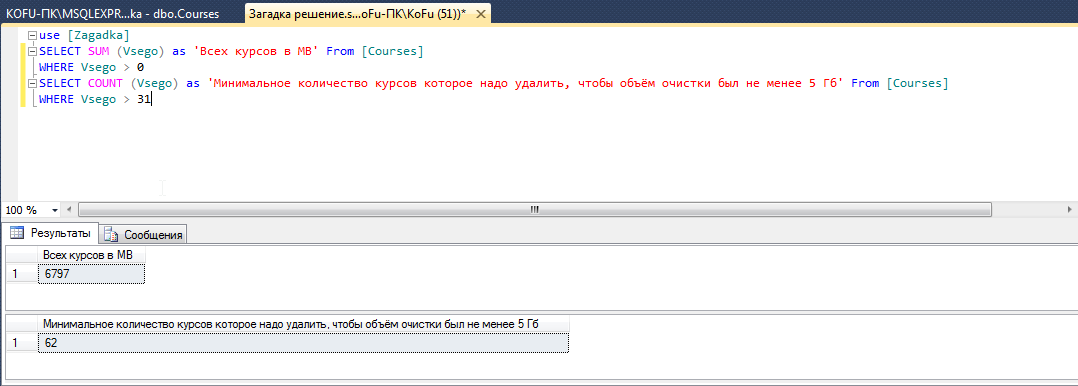 KOFU-ПК\MSQLEXPR...ka - dbo.Courses
Загадка решение.s...oFu-ПК\KoFu (51))*
use [Zagadka]
SELECT SUM (Vsego) as 'Всех курсов в MB' From [Courses]
WHERE Vsego > 0
SELECT COUNT (Vsego) as 'Минимальное количество курсов которое надо удалить, чтобы объём очистки был не менее 5 Гб' From [Courses]
WHERE Vsego > 31
100 %
Результаты
Сообщения
Всех курсов в MB
1 6797
Минимальное количество курсов которое надо удалить, чтобы объём очистки был не менее 5 Гб
1 62